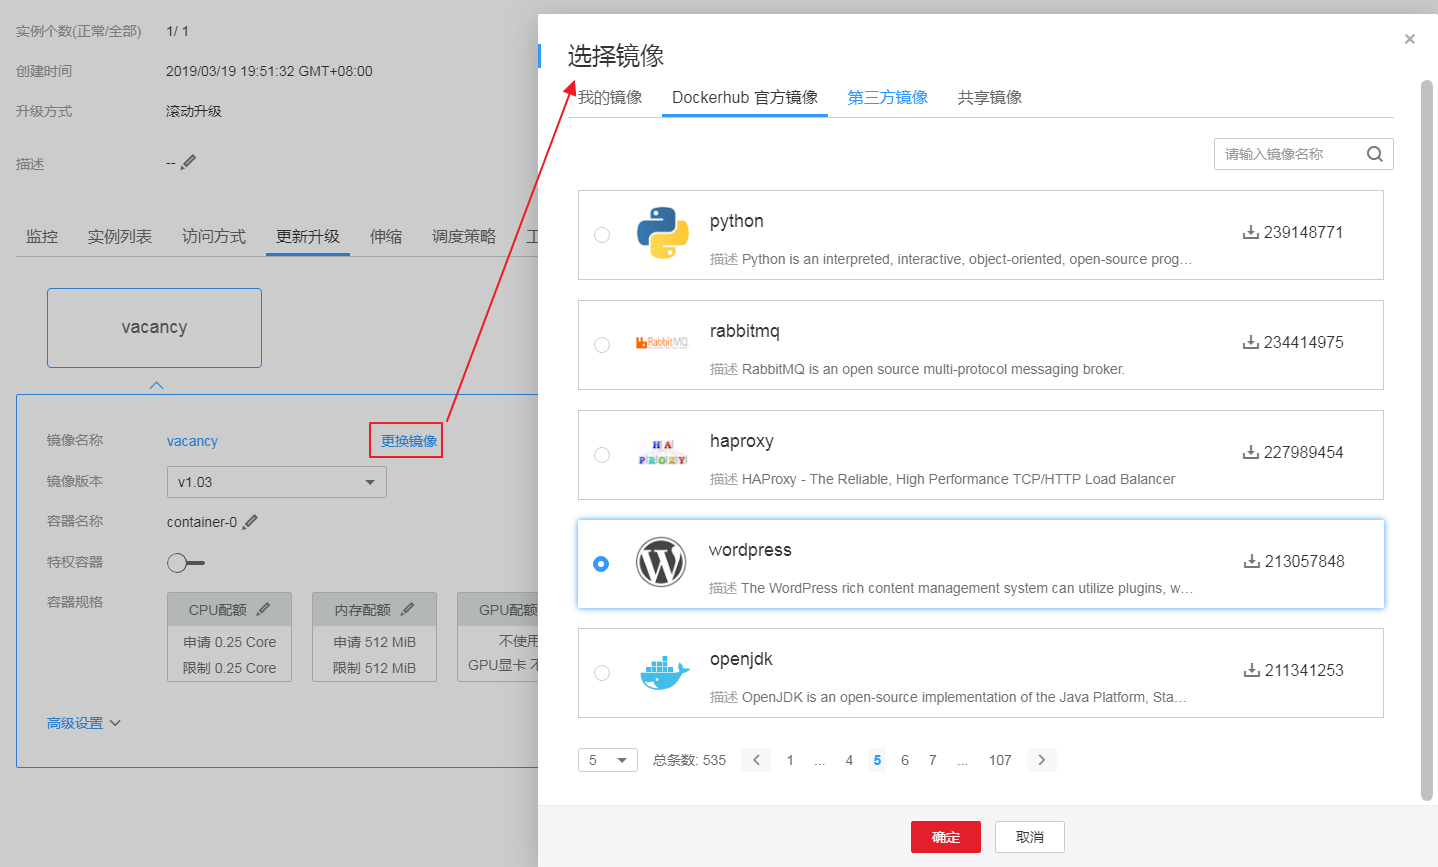 实例个数(正常/全部) 1/ 1
创建时间 2019/03/19 19:51:32 GMT+08:00
升级方式 滚动升级
描述 --
监控 实例列表 访问方式 更新升级 伸缩 调度策略
vacancy
镜像名称 vacancy 更换镜像
镜像版本 v1.03
容器名称 container-0
特权容器
容器规格
CPU配额 内存配额 GPU配额
申请 0.25 Core 申请 512 MiB 不使用
限制 0.25 Core 限制 512 MiB GPU显卡 不
高级设置
选择镜像
×
我的镜像 Dockerhub 官方镜像 第三方镜像 共享镜像
请输入镜像名称
python
239148771
描述 Python is an interpreted, interactive, object-oriented, open-source prog...
rabbitmq
RabbitMQ
234414975
描述 RabbitMQ is an open source multi-protocol messaging broker.
haproxy
HA
PROXY
227989454
描述 HAProxy - The Reliable, High Performance TCP/HTTP Load Balancer
wordpress
W
213057848
描述 The WordPress rich content management system can utilize plugins, w...
openjdk
211341253
描述 OpenJDK is an open-source implementation of the Java Platform, Sta...
5 总条数: 535 < 1 ... 4 5 6 7 ... 107 >
确定 取消